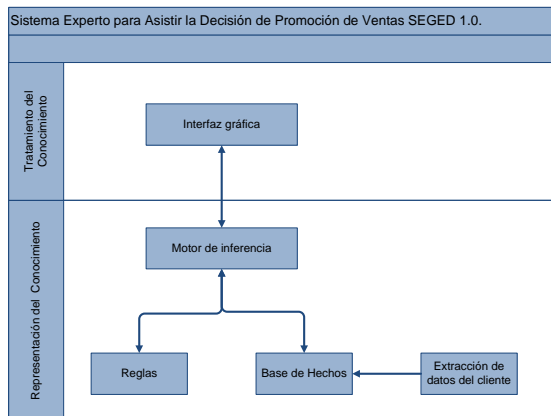 Sistema Experto para Asistir la Decisión de Promoción de Ventas SEGED 1.0.
Tratamiento del
Conocimiento
Interfaz gráfica
Representación del Conocimiento
Motor de inferencia
Reglas
Base de Hechos
Extracción de
datos del cliente